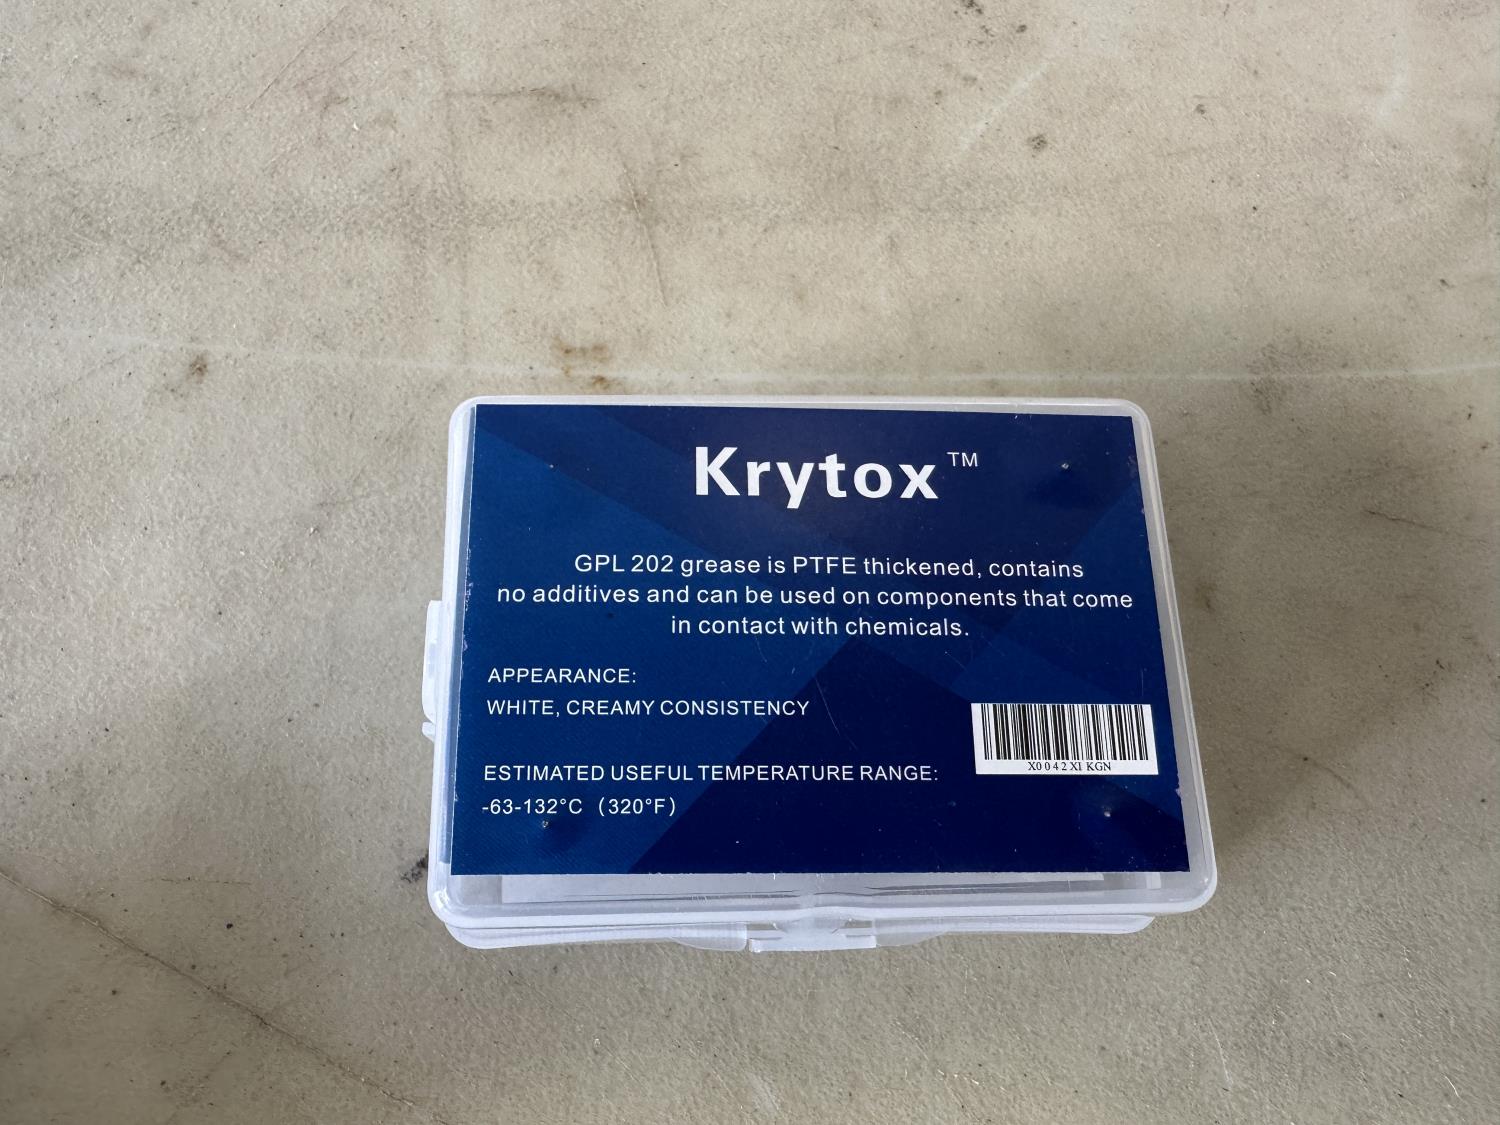 Krytox™
GPL 202 grease is PTFE thickened, contains
no additives and can be used on components that come
in contact with chemicals.
APPEARANCE:
WHITE, CREAMY CONSISTENCY
X0042XIKGN
ESTIMATED USEFUL TEMPERATURE RANGE:
-63-132°C (320°F)